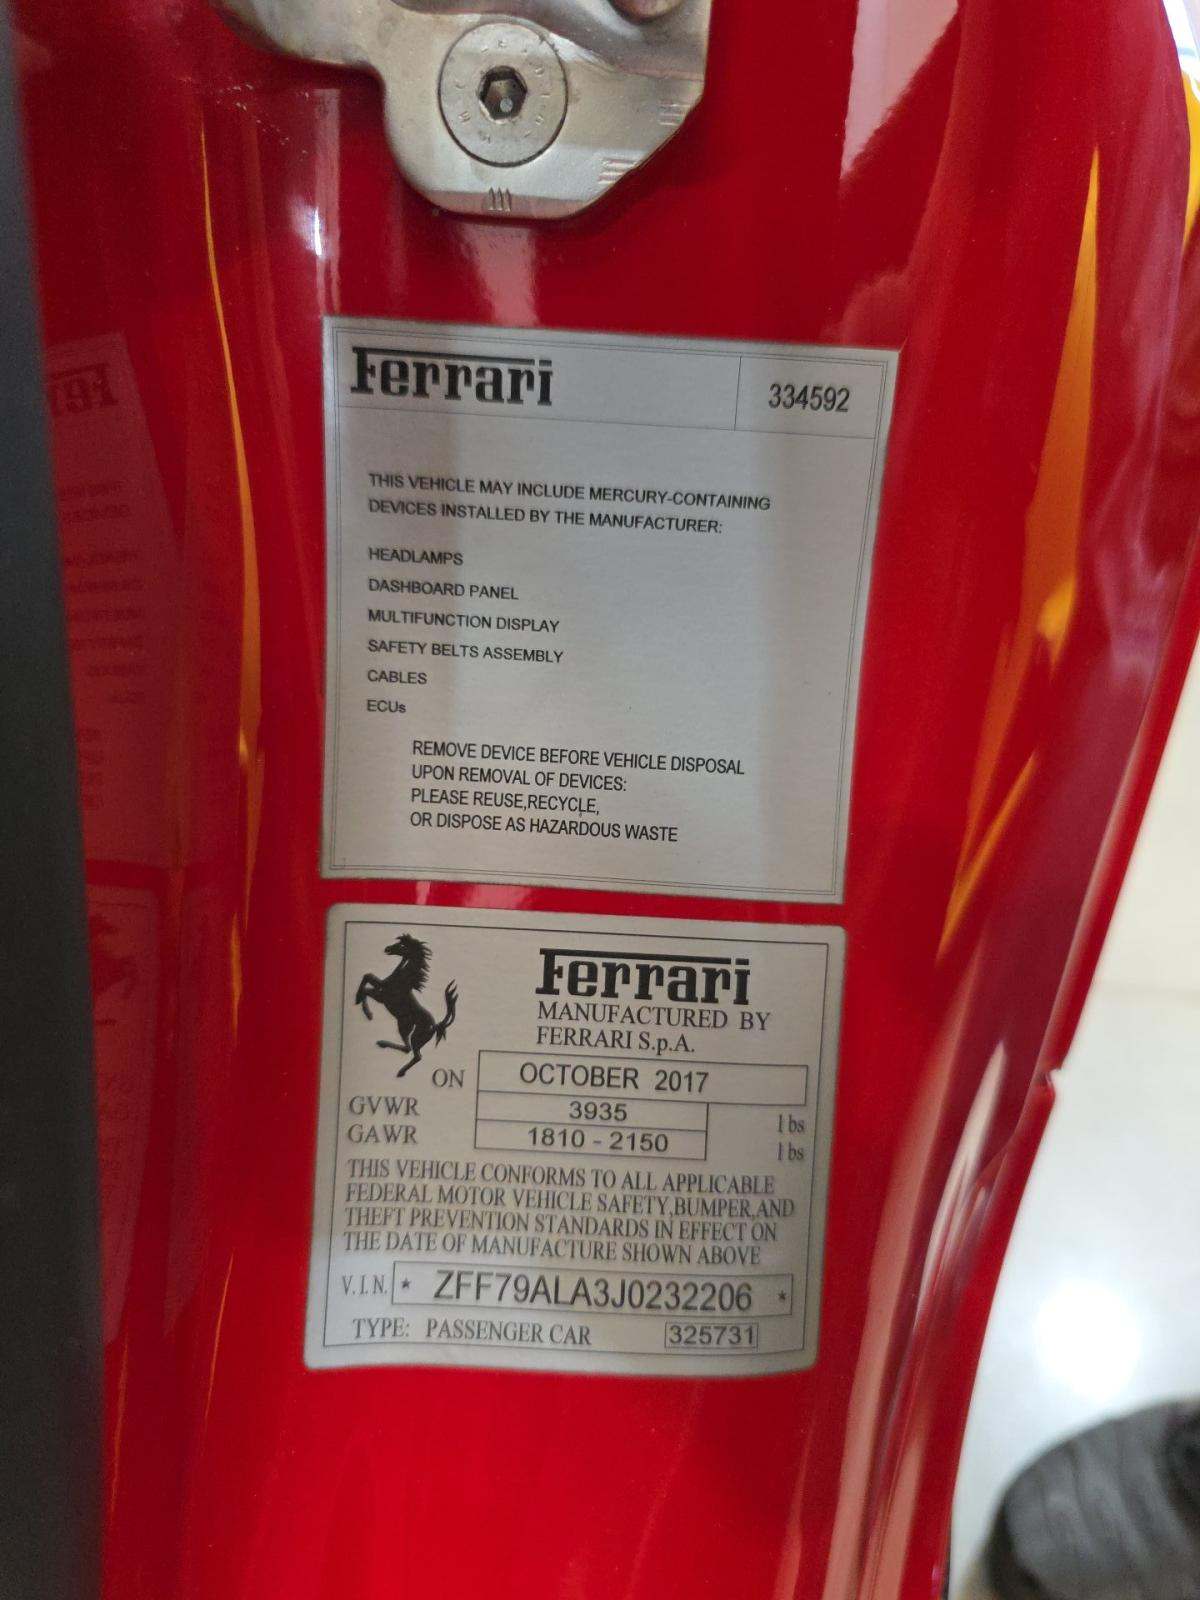 Ferrari 334592
THIS VEHICLE MAY INCLUDE MERCURY-CONTAINING
DEVICES INSTALLED BY THE MANUFACTURER:
HEADLAMPS
DASHBOARD PANEL
MULTIFUNCTION DISPLAY
SAFETY BELTS ASSEMBLY
CABLES
ECUs
REMOVE DEVICE BEFORE VEHICLE DISPOSAL
UPON REMOVAL OF DEVICES:
PLEASE REUSE,RECYCLE,
OR DISPOSE AS HAZARDOUS WASTE
Ferrari
MANUFACTURED BY
FERRARI S.p.A.
ON OCTOBER 2017
GVWR 3935 lbs
GAWR 1810 - 2150 lbs
THIS VEHICLE CONFORMS TO ALL APPLICABLE
FEDERAL MOTOR VEHICLE SAFETY,BUMPER,AND
THEFT PREVENTION STANDARDS IN EFFECT ON
THE DATE OF MANUFACTURE SHOWN ABOVE
V.I.N. * ZFF79ALA3J0232206 *
TYPE: PASSENGER CAR 325731